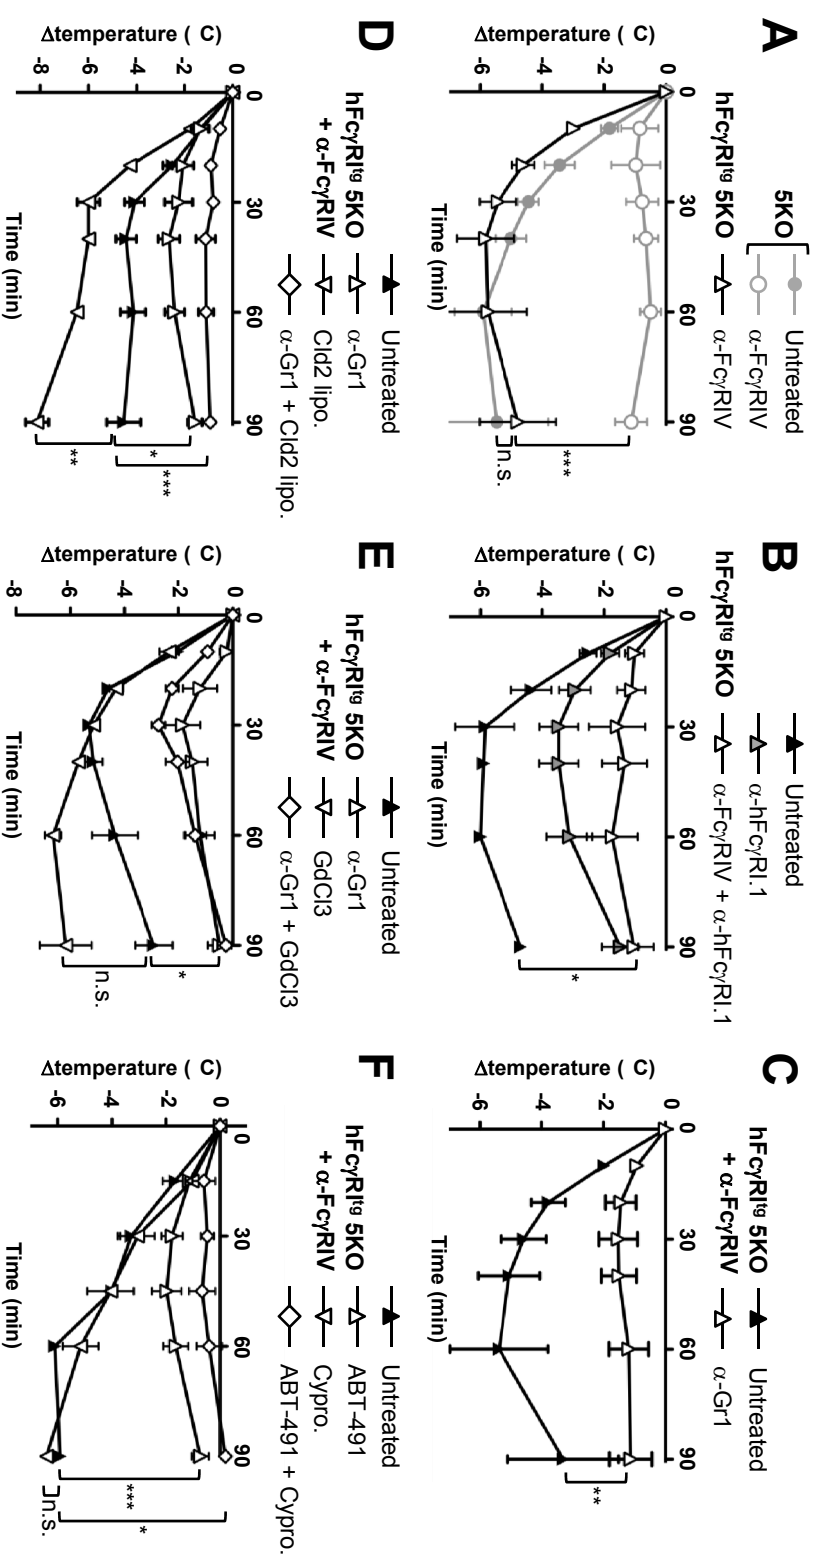 A
5KO
Untreated
α-FcγRIV
hFcγRItg 5KO
α-FcγRIV
Δtemperature ( C)
0
-2
-4
-6
0
30
60
90
Time (min)
***
n.s.
B
hFcγRItg 5KO
Untreated
α-hFcγRI.1
α-FcγRIV + α-hFcγRI.1
Δtemperature ( C)
0
-2
-4
-6
0
30
60
90
Time (min)
*
C
hFcγRItg 5KO
+ α-FcγRIV
Untreated
α-Gr1
Δtemperature ( C)
0
-2
-4
-6
0
30
60
90
Time (min)
**
D
hFcγRItg 5KO
+ α-FcγRIV
Untreated
α-Gr1
Cld2 lipo.
α-Gr1 + Cld2 lipo.
Δtemperature ( C)
0
-2
-4
-6
-8
0
30
60
90
Time (min)
***
*
**
E
hFcγRItg 5KO
+ α-FcγRIV
Untreated
α-Gr1
GdCl3
α-Gr1 + GdCl3
Δtemperature ( C)
0
-2
-4
-6
-8
0
30
60
90
Time (min)
*
n.s.
F
hFcγRItg 5KO
+ α-FcγRIV
Untreated
ABT-491
Cypro.
ABT-491 + Cypro.
Δtemperature ( C)
0
-2
-4
-6
0
30
60
90
Time (min)
***
*
n.s.